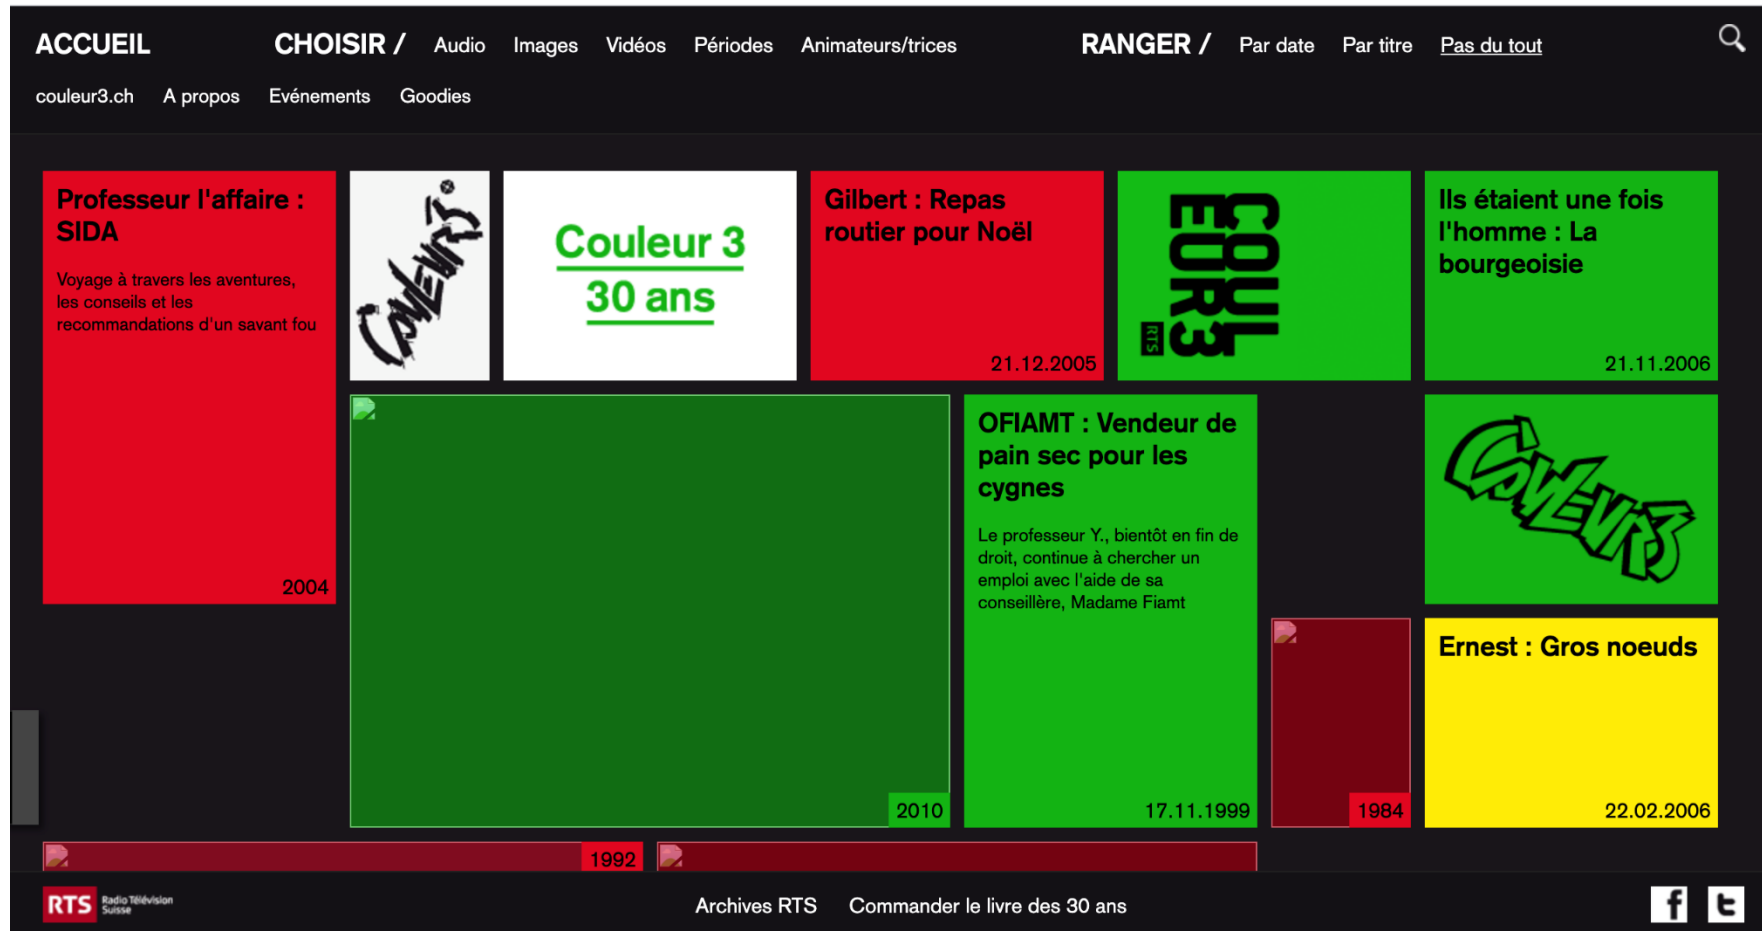 ACCUEIL CHOISIR / Audio Images Vidéos Périodes Animateurs/trices RANGER / Par date Par titre Pas du tout
couleur3.ch A propos Evénements Goodies
Professeur l'affaire :
SIDA
Voyage à travers les aventures,
les conseils et les
recommandations d'un savant fou
2004
COULEUR3
Couleur 3
30 ans
Gilbert : Repas
routier pour Noël
21.12.2005
COUL
EUR3
RTS
Ils étaient une fois
l'homme : La
bourgeoisie
21.11.2006
2010
OFIAMT : Vendeur de
pain sec pour les
cygnes
Le professeur Y., bientôt en fin de
droit, continue à chercher un
emploi avec l'aide de sa
conseillère, Madame Fiamt
17.11.1999
COULEUR3
1984
Ernest : Gros noeuds
22.02.2006
1992
RTS Radio Télévision
Suisse
Archives RTS Commander le livre des 30 ans
f t